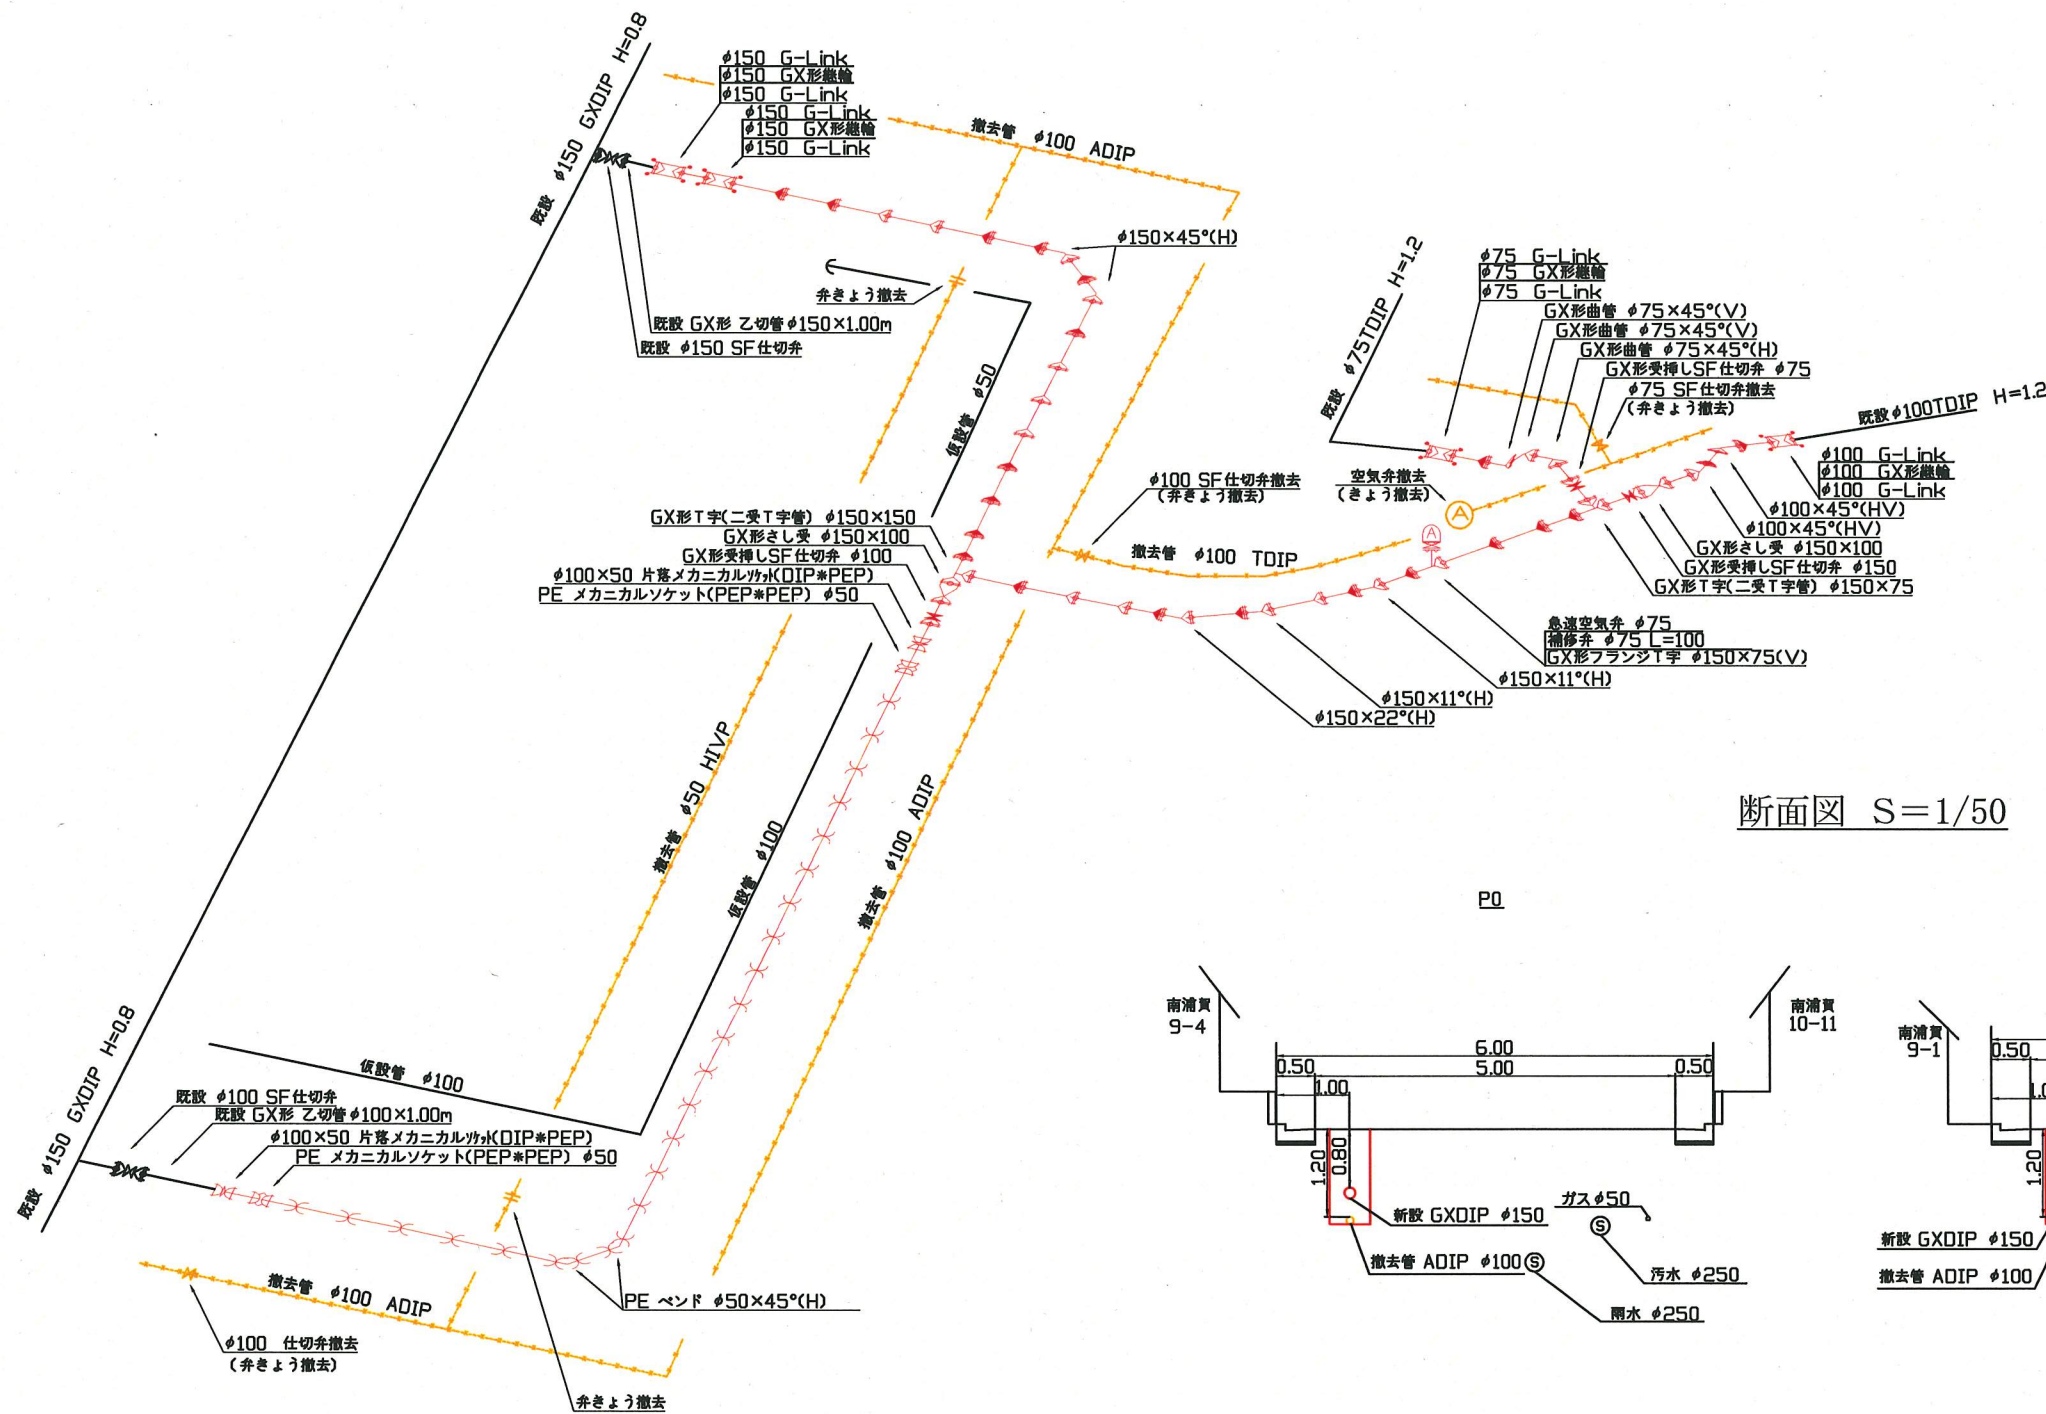 既設 φ150 GXDIP H=0.8
φ150 G-Link
φ150 GX形継輪
φ150 G-Link
φ150 G-Link
φ150 GX形継輪
φ150 G-Link
撤去管 φ100 ADIP
φ150×45°(H)
弁きょう撤去
既設 GX形 乙切管φ150×1.00m
既設 φ150 SF仕切弁
仮設管 φ50
既設 φ75TDIP H=1.2
φ75 G-Link
φ75 GX形継輪
φ75 G-Link
GX形曲管 φ75×45°(V)
GX形曲管 φ75×45°(V)
GX形曲管 φ75×45°(H)
GX形受挿しSF仕切弁 φ75
φ75 SF仕切弁撤去
(弁きょう撤去)
既設φ100TDIP H=1.2
φ100 G-Link
φ100 GX形継輪
φ100 G-Link
φ100×45°(HV)
φ100×45°(HV)
GX形さし受 φ150×100
GX形受挿しSF仕切弁 φ150
GX形T字(二受T字管) φ150×75
空気弁撤去
(きょう撤去)
A
A
φ100 SF仕切弁撤去
(弁きょう撤去)
撤去管 φ100 TDIP
GX形T字(二受T字管) φ150×150
GX形さし受 φ150×100
GX形受挿しSF仕切弁 φ100
φ100×50 片落メカニカルソケット(DIP*PEP)
PE メカニカルソケット(PEP*PEP) φ50
急速空気弁 φ75
補修弁 φ75 L=100
GX形フランジT字 φ150×75(V)
φ150×11°(H)
φ150×11°(H)
φ150×22°(H)
撤去管 φ50 HIVP
仮設管 φ100
撤去管 φ100 ADIP
既設 φ150 GXDIP H=0.8
仮設管 φ100
既設 φ100 SF仕切弁
既設 GX形 乙切管φ100×1.00m
φ100×50 片落メカニカルソケット(DIP*PEP)
PE メカニカルソケット(PEP*PEP) φ50
PE ベンド φ50×45°(H)
撤去管 φ100 ADIP
φ100 仕切弁撤去
(弁きょう撤去)
弁きょう撤去
断面図 S=1/50
P0
南浦賀
9-4
南浦賀
10-11
6.00
0.50
5.00
0.50
1.00
1.20
0.80
新設 GXDIP φ150
撤去管 ADIP φ100
S
ガスφ50
S
汚水 φ250
雨水 φ250
南浦賀
9-1
0.50
1.20
新設 GXDIP φ150
撤去管 ADIP φ100